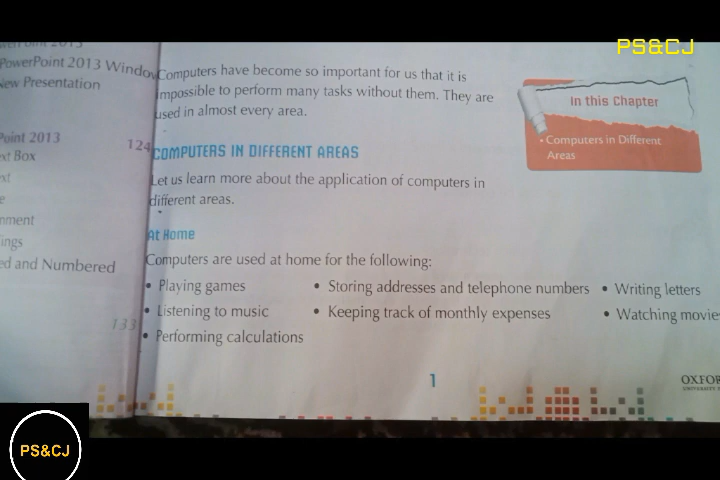 PS&CJ
PowerPoint 2013 Window
New Presentation
Point 2013
124
ext Box
ext
nment
ings
ed and Numbered
133
Computers have become so important for us that it is
impossible to perform many tasks without them. They are
used in almost every area.
In this Chapter
• Computers in Different
Areas
COMPUTERS IN DIFFERENT AREAS
Let us learn more about the application of computers in
different areas.
At Home
Computers are used at home for the following:
• Playing games • Storing addresses and telephone numbers • Writing letters
• Listening to music • Keeping track of monthly expenses • Watching movie
• Performing calculations
1
OXFOR
PS&CJ